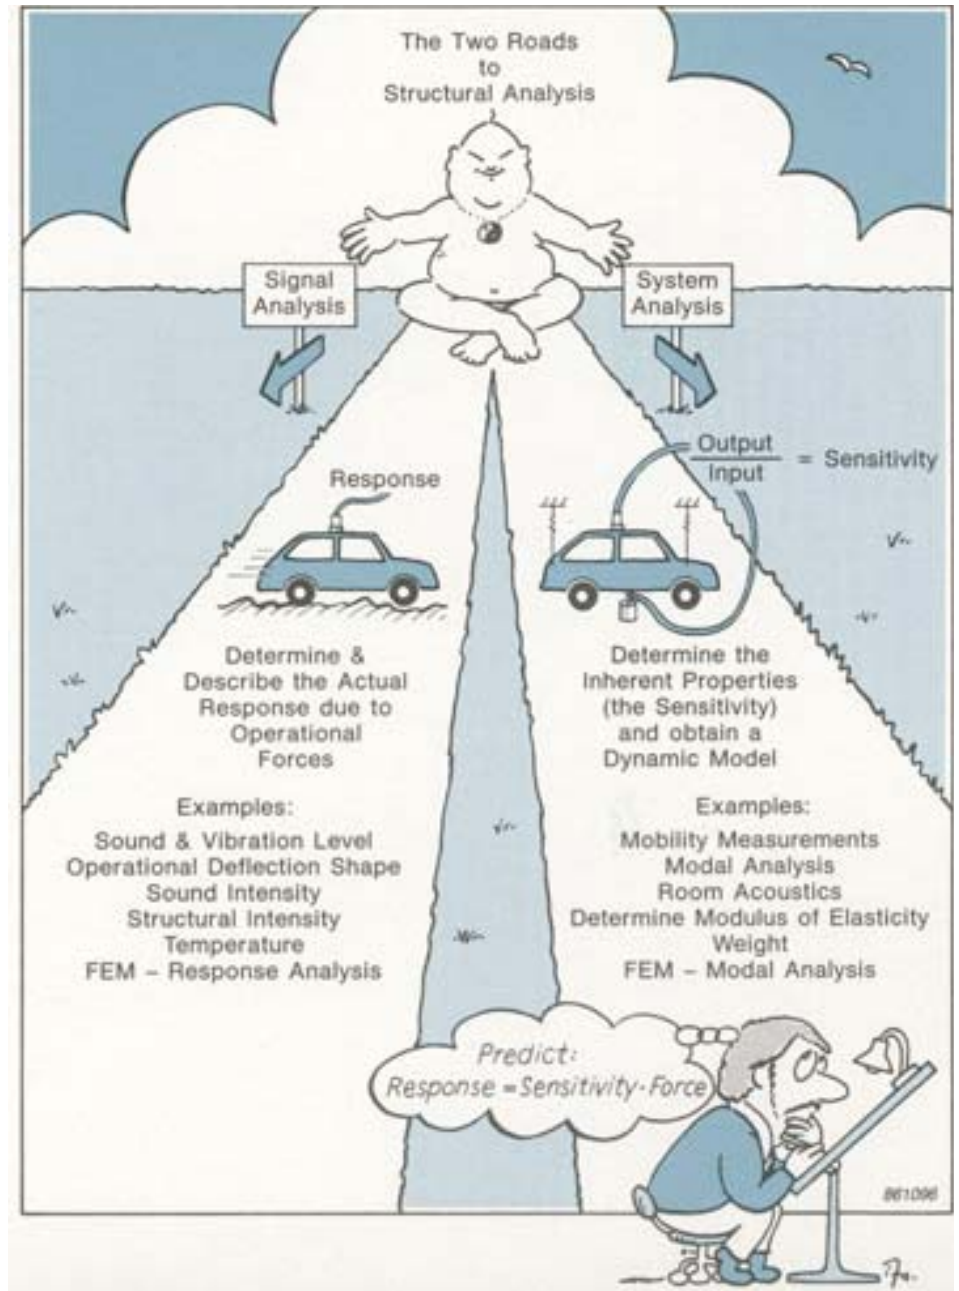 The Two Roads
to
Structural Analysis
Signal
Analysis
System
Analysis
Response
Output
Input
= Sensitivity
Determine &
Describe the Actual
Response due to
Operational
Forces
Examples:
Sound & Vibration Level
Operational Deflection Shape
Sound Intensity
Structural Intensity
Temperature
FEM – Response Analysis
Determine the
Inherent Properties
(the Sensitivity)
and obtain a
Dynamic Model
Examples:
Mobility Measurements
Modal Analysis
Room Acoustics
Determine Modulus of Elasticity
Weight
FEM – Modal Analysis
Predict:
Response = Sensitivity · Force
861096